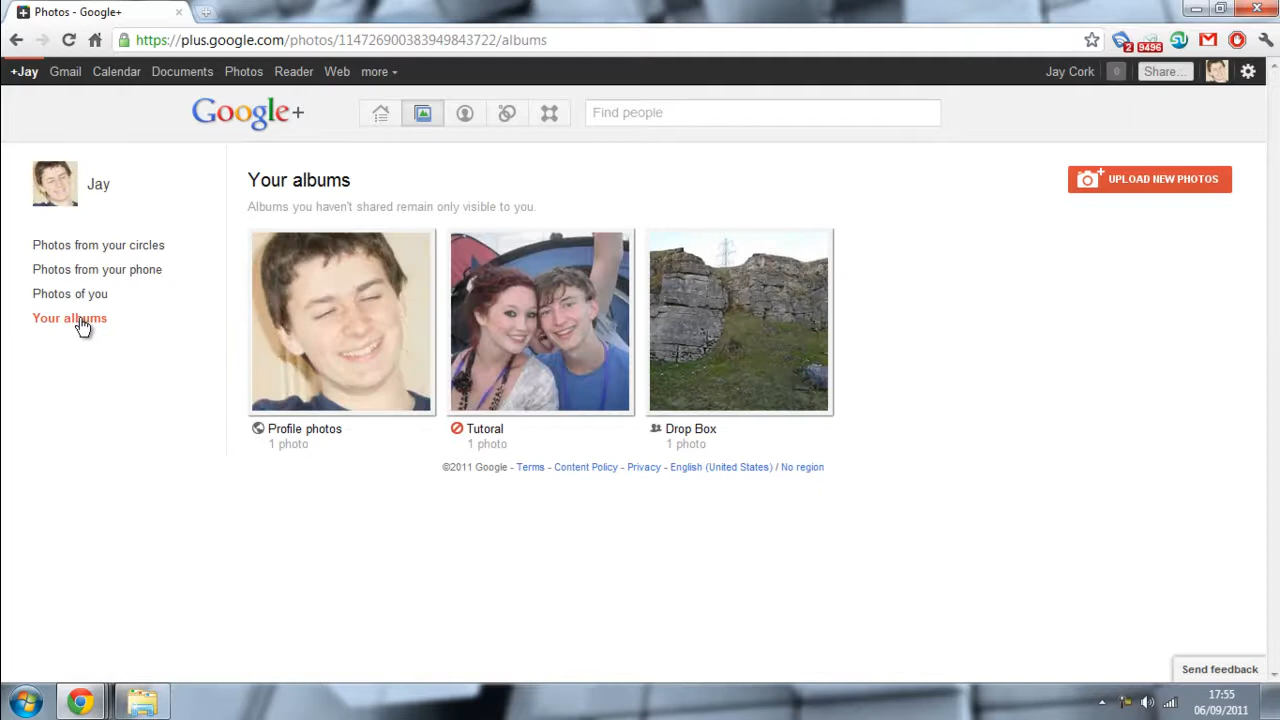 Photos - Google+
https://plus.google.com/photos/114726900383949843722/albums
2
9496
+Jay Gmail Calendar Documents Photos Reader Web more
Jay Cork 0 Share...
Google+
Find people
Jay
Photos from your circles
Photos from your phone
Photos of you
Your albums
Your albums
UPLOAD NEW PHOTOS
Albums you haven't shared remain only visible to you.
Profile photos
1 photo
Tutoral
1 photo
Drop Box
1 photo
©2011 Google - Terms - Content Policy - Privacy - English (United States) / No region
Send feedback
17:55
06/09/2011